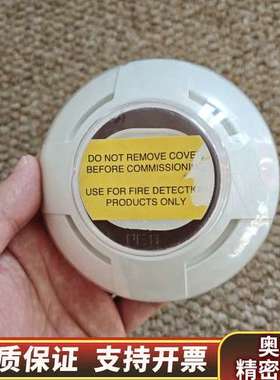 DO NOT REMOVE COVE
BEFORE COMMISSIONI
USE FOR FIRE DETECTI
PRODUCTS ONLY
质保证 支持开票
奥
精密